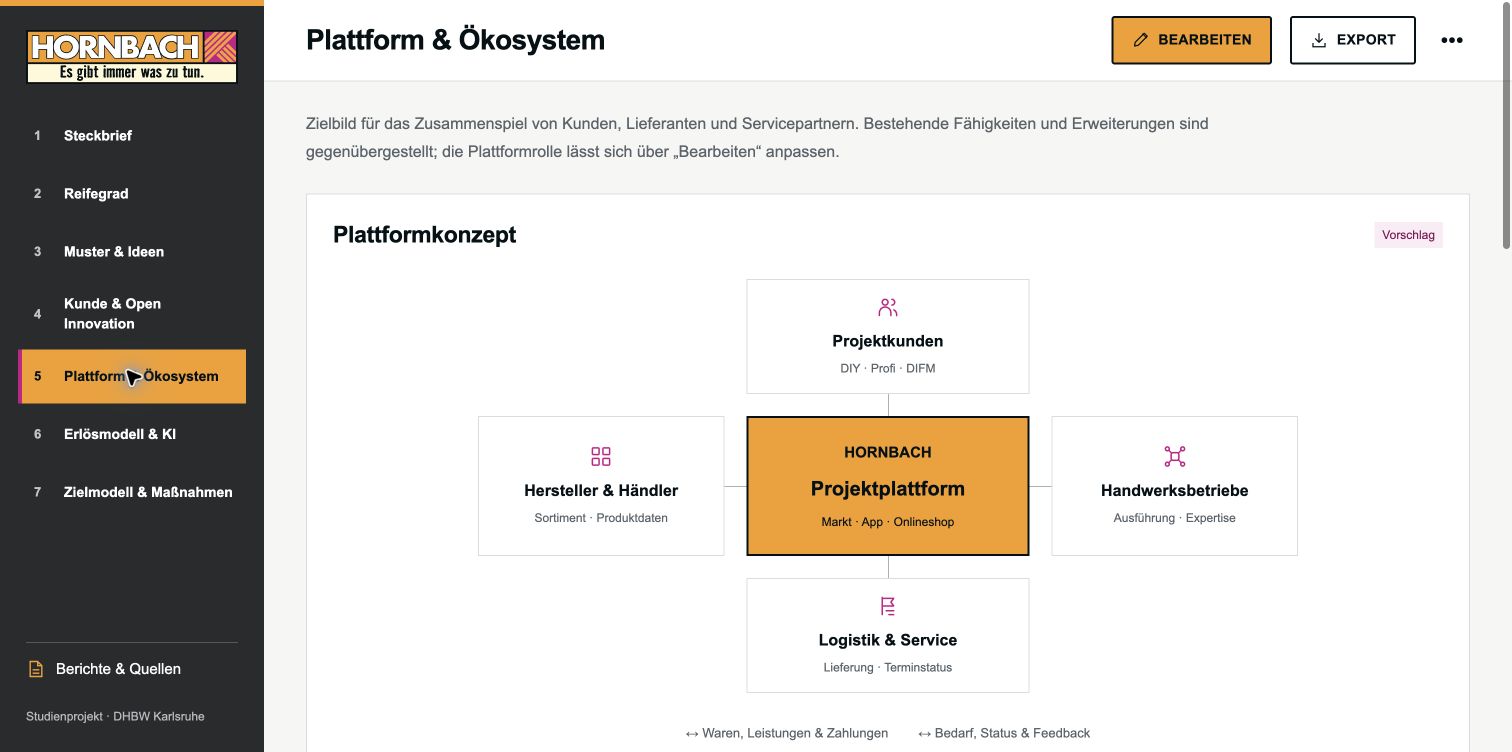 HORNBACH
Es gibt immer was zu tun.
1 Steckbrief
2 Reifegrad
3 Muster & Ideen
4 Kunde & Open
Innovation
5 Plattform Ökosystem
6 Erlösmodell & KI
7 Zielmodell & Maßnahmen
Berichte & Quellen
Studienprojekt · DHBW Karlsruhe
Plattform & Ökosystem
BEARBEITEN
EXPORT
Zielbild für das Zusammenspiel von Kunden, Lieferanten und Servicepartnern. Bestehende Fähigkeiten und Erweiterungen sind
gegenübergestellt; die Plattformrolle lässt sich über „Bearbeiten“ anpassen.
Plattformkonzept
Vorschlag
Projektkunden
DIY · Profi · DIFM
Hersteller & Händler
Sortiment · Produktdaten
HORNBACH
Projektplattform
Markt · App · Onlineshop
Handwerksbetriebe
Ausführung · Expertise
Logistik & Service
Lieferung · Terminstatus
↔ Waren, Leistungen & Zahlungen
↔ Bedarf, Status & Feedback